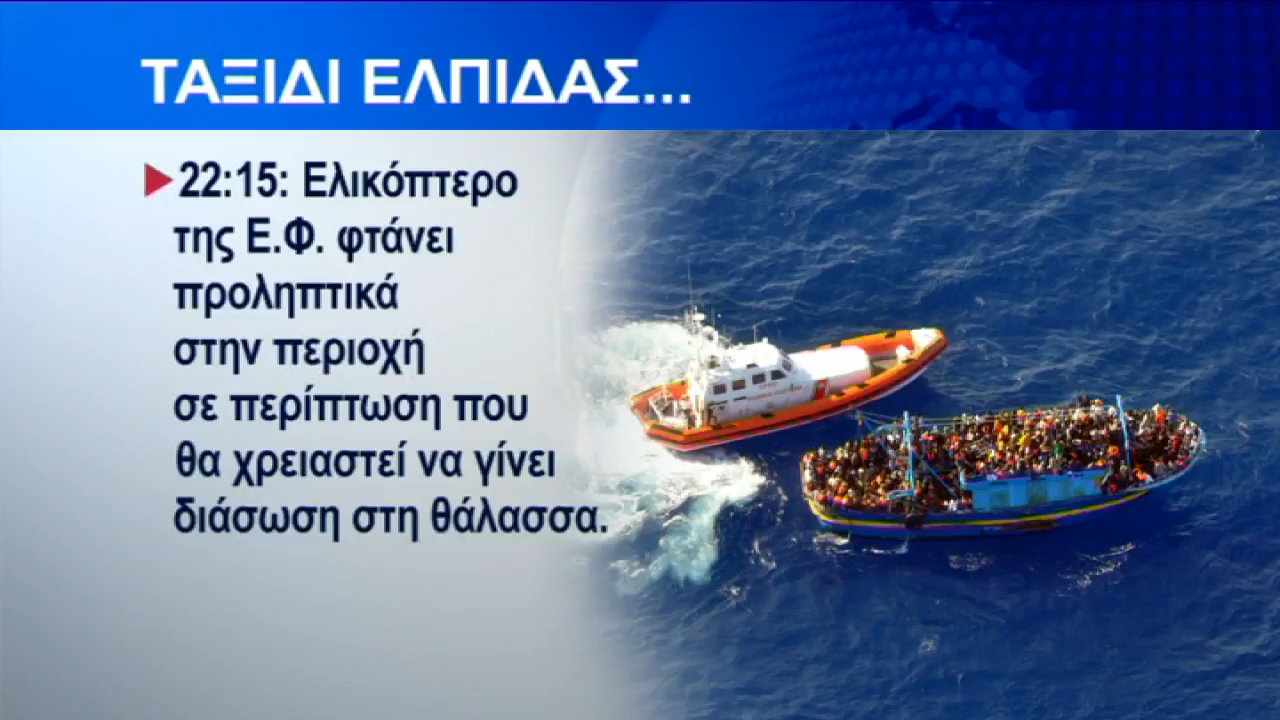 ΤΑΞΙΔΙ ΕΛΠΙΔΑΣ...
22:15: Ελικόπτερο
της Ε.Φ. φτάνει
προληπτικά
στην περιοχή
σε περίπτωση που
θα χρειαστεί να γίνει
διάσωση στη θάλασσα.